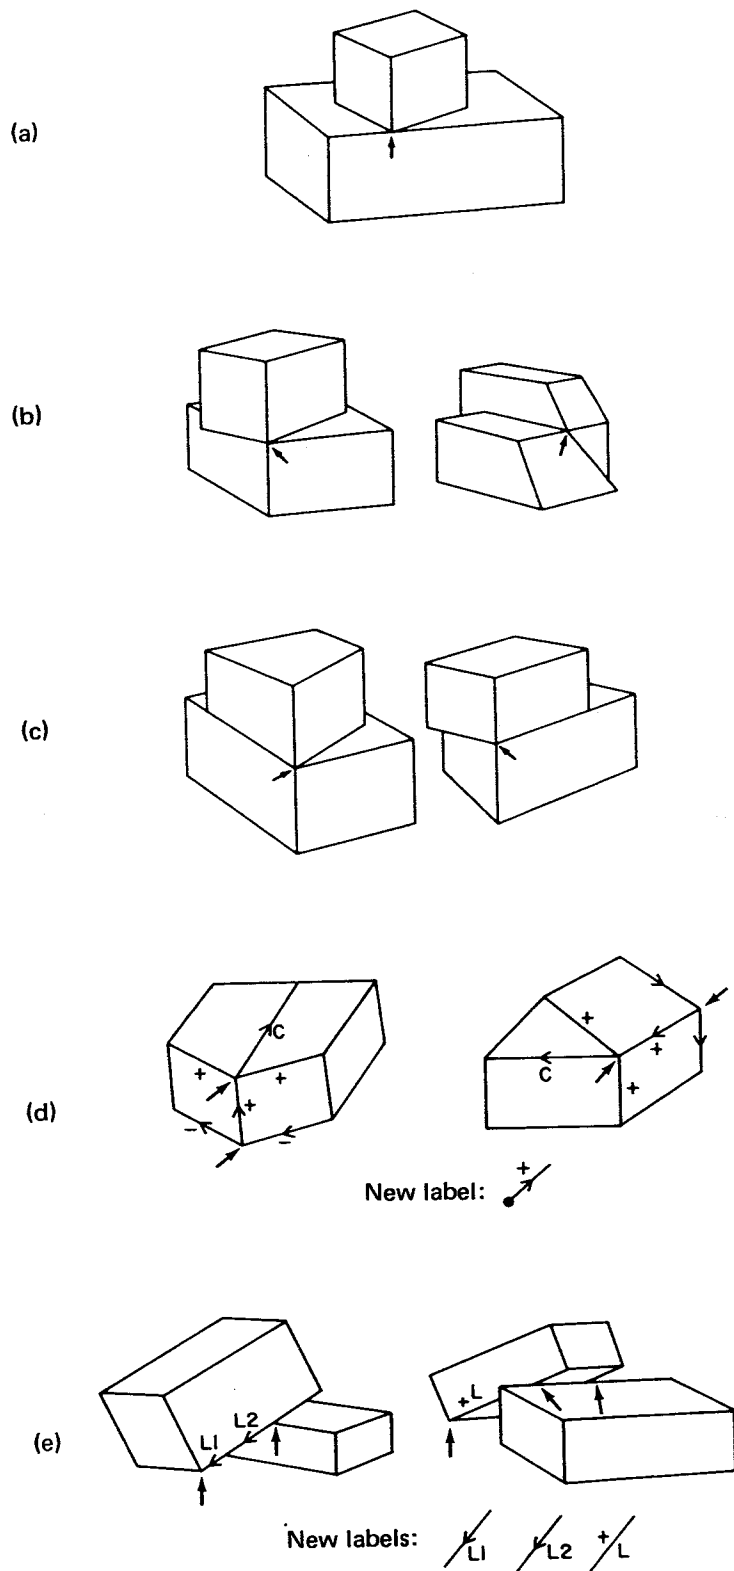 (a)
(b)
(c)
C
+
+
+
-
-
(d)
+
+
+
C
New label: +
L2
L1
+L
(e)
New labels: L1 L2 + L